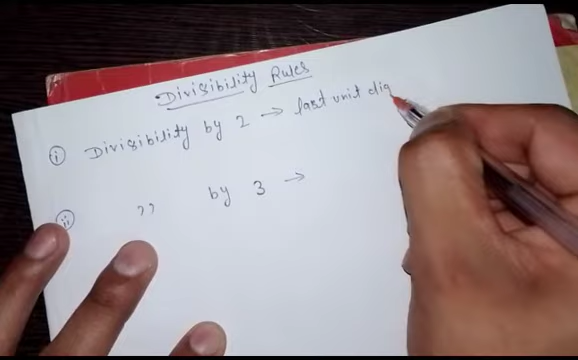 Divisibility Rules
(i) Divisibility by 2 → last unit dig
(ii) ,, by 3 →